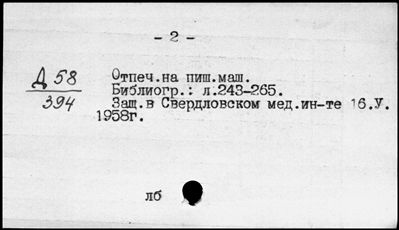 - 2 -
Д 58
394
Отпеч.на пиш.маш.
Библиогр.: л.243-265.
Защ.в Свердловском мед.ин-те 16.У.
1958г.
лб